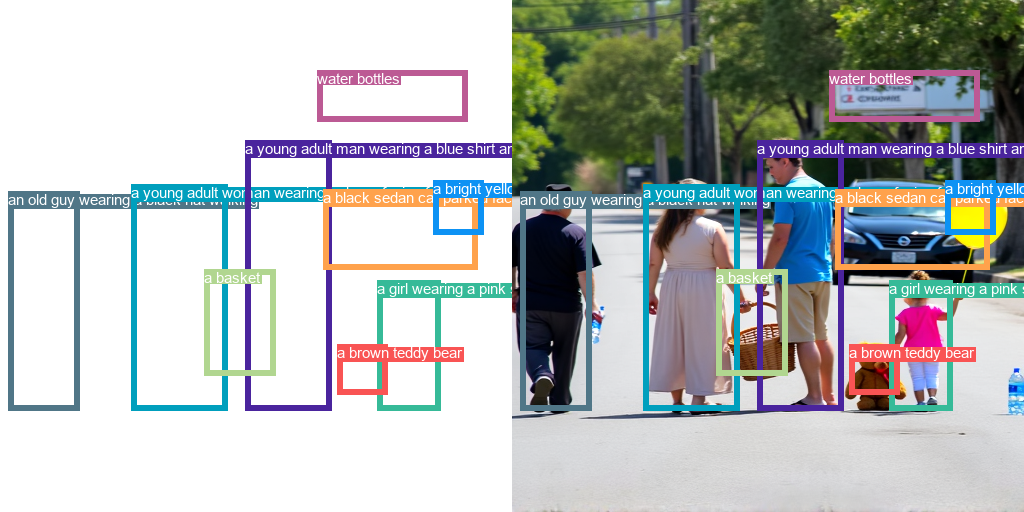 water bottles
water bottles
a young adult man wearing a blue shirt an
a young adult man wearing a blue shirt
an old guy wearing a black hat walking
a young adult woman wearing
a black sedan car parked fac
a bright yello
an old guy wearing a black hat walking
a young adult woman wearing
a black sedan car parked fac
a bright yello
a basket
a basket
a girl wearing a pink s
a girl wearing a pink s
a brown teddy bear
a brown teddy bear